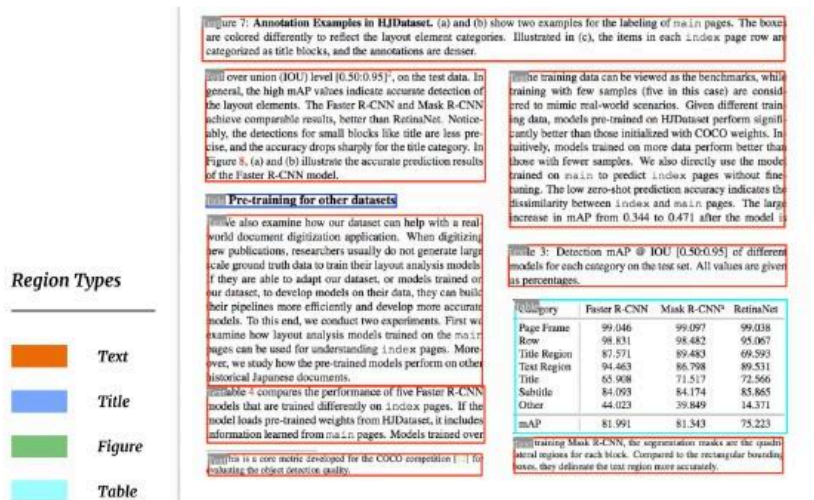 Region Types
Text
Title
Figure
Table
gure 7: Annotation Examples in HJDataset. (a) and (b) show two examples for the labeling of main pages. The boxes
are colored differently to reflect the layout element categories. Illustrated in (c), the items in each index page row are
categorized as title blocks, and the annotations are denser.
over union (IOU) level [0.50:0.95]², on the test data. In
general, the high mAP values indicate accurate detection of
the layout elements. The Faster R-CNN and Mask R-CNN
achieve comparable results, better than RetinaNet. Notice-
ably, the detections for small blocks like title are less pre-
cise, and the accuracy drops sharply for the title category. In
Figure 8, (a) and (b) illustrate the accurate prediction results
of the Faster R-CNN model.
Pre-training for other datasets
We also examine how our dataset can help with a real-
world document digitization application. When digitizing
new publications, researchers usually do not generate large
scale ground truth data to train their layout analysis models.
If they are able to adapt our dataset, or models trained on
our dataset, to develop models on their data, they can build
their pipelines more efficiently and develop more accurate
models. To this end, we conduct two experiments. First we
examine how layout analysis models trained on the main
pages can be used for understanding index pages. More-
over, we study how the pre-trained models perform on other
historical Japanese documents.
able 4 compares the performance of five Faster R-CNN
models that are trained differently on index pages. If the
model loads pre-trained weights from HJDataset, it includes
information learned from main pages. Models trained over
This is a core metric developed for the COCO competition [ ] for
evaluating the object detection quality.
the training data can be viewed as the benchmarks, while
training with few samples (five in this case) are consid-
ered to mimic real-world scenarios. Given different train-
ing data, models pre-trained on HJDataset perform signifi-
cantly better than those initialized with COCO weights. In-
tuitively, models trained on more data perform better than
those with fewer samples. We also directly use the model
trained on main to predict index pages without fine-
tuning. The low zero-shot prediction accuracy indicates the
dissimilarity between index and main pages. The large
increase in mAP from 0.344 to 0.471 after the model is
le 3: Detection mAP @ IOU [0.50:0.95] of different
models for each category on the test set. All values are given
as percentages.
Category Faster R-CNN Mask R-CNNᵃ RetinaNet
Page Frame 99.046 99.097 99.038
Row 98.831 98.482 95.067
Title Region 87.571 89.483 69.593
Text Region 94.463 86.798 89.531
Title 65.908 71.517 72.566
Subtitle 84.093 84.174 85.865
Other 44.023 39.849 14.371
mAP 81.991 81.343 75.223
training Mask R-CNN, the segmentation masks are the quadri-
lateral regions for each block. Compared to the rectangular bounding
boxes, they delineate the text region more accurately.